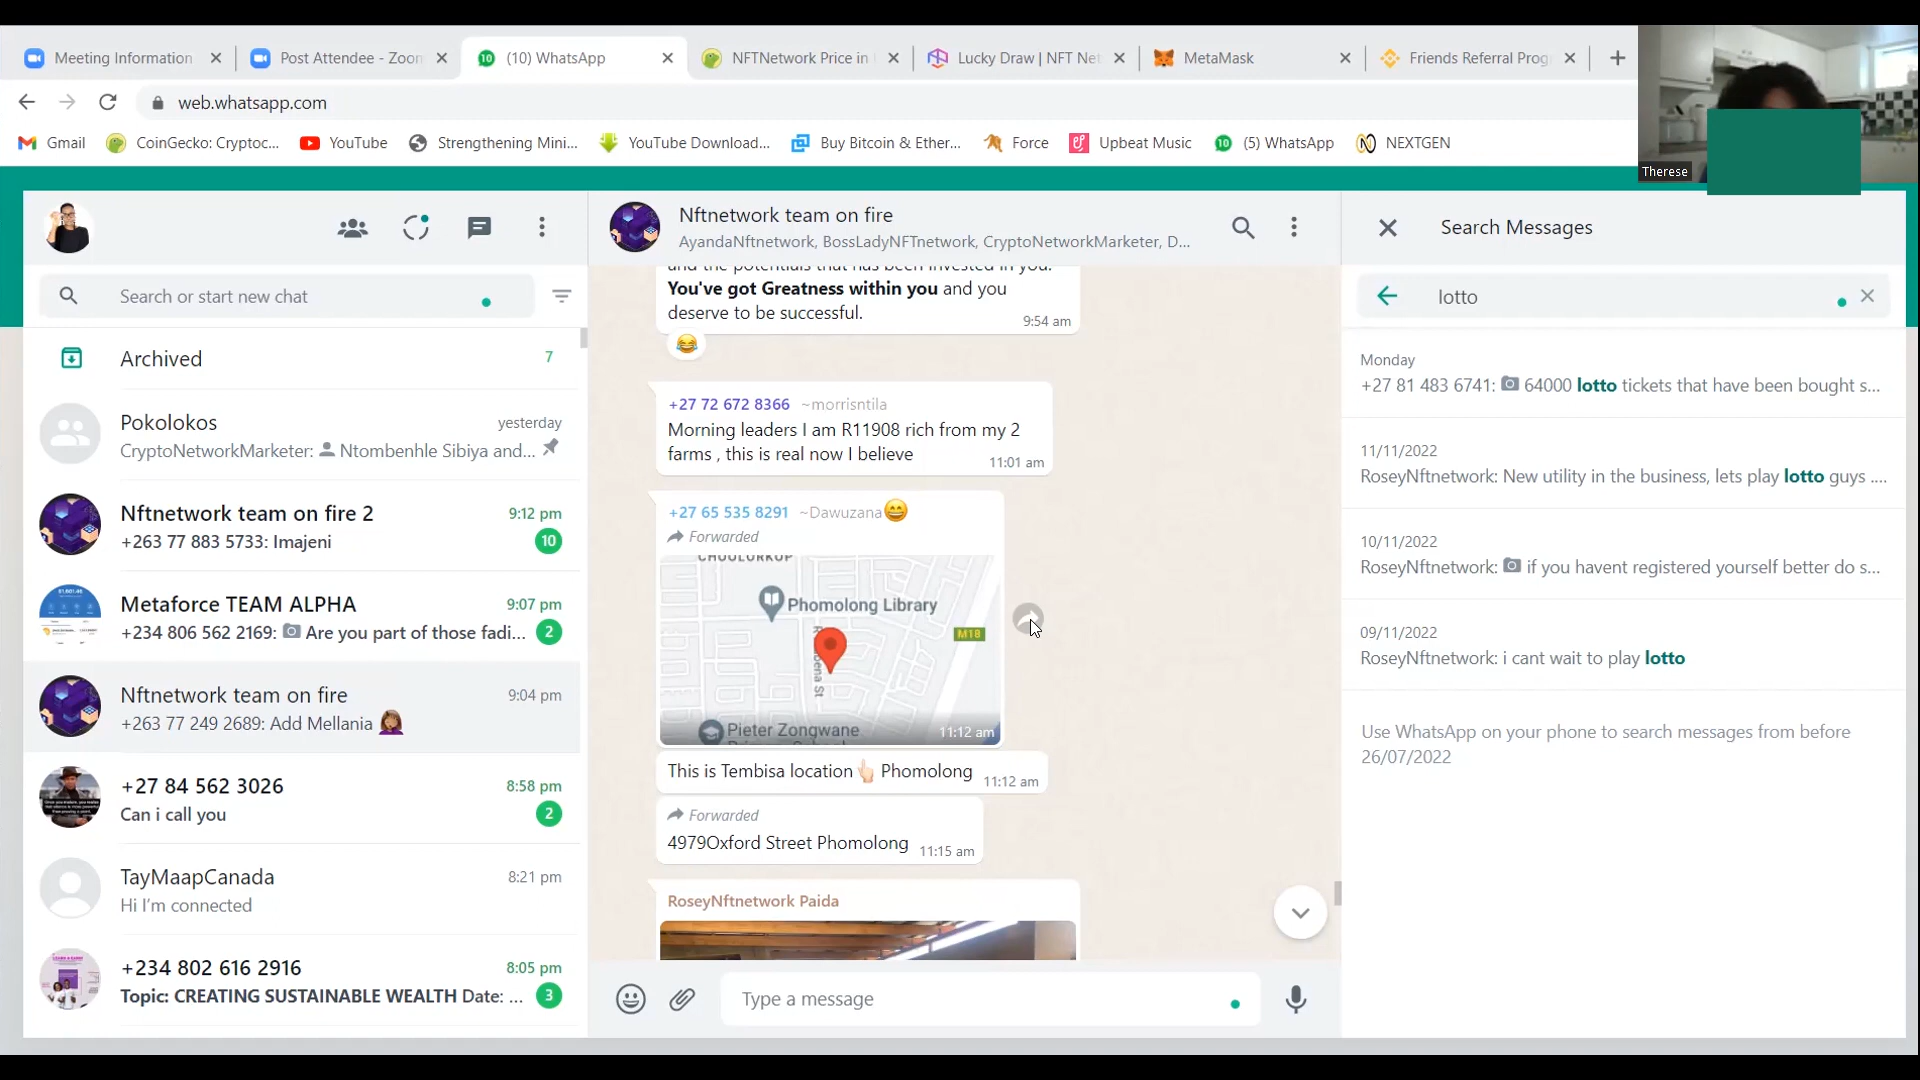 Meeting Information
Post Attendee - Zoom
(10) WhatsApp
NFTNetwork Price in
Lucky Draw | NFT Net
MetaMask
Friends Referral Prog
web.whatsapp.com
Gmail
CoinGecko: Cryptoc...
YouTube
Strengthening Mini...
YouTube Download...
Buy Bitcoin & Ether...
Force
Upbeat Music
(5) WhatsApp
NEXTGEN
Therese
Search or start new chat
Archived
7
Pokolokos
yesterday
CryptoNetworkMarketer: Ntombenhle Sibiya and...
Nftnetwork team on fire 2
9:12 pm
+263 77 883 5733: Imajeni
10
Metaforce TEAM ALPHA
9:07 pm
+234 806 562 2169: Are you part of those fadi...
2
Nftnetwork team on fire
9:04 pm
+263 77 249 2689: Add Mellania 🤦🏾‍♀️
+27 84 562 3026
8:58 pm
Can i call you
2
TayMaapCanada
8:21 pm
Hi I'm connected
+234 802 616 2916
8:05 pm
Topic: CREATING SUSTAINABLE WEALTH Date: ...
3
Nftnetwork team on fire
AyandaNftnetwork, BossLadyNFTnetwork, CryptoNetworkMarketer, D...
and the potentials that has been invested in you.
You've got Greatness within you and you
deserve to be successful.
9:54 am
😂
+27 72 672 8366 ~morrisntila
Morning leaders I am R11908 rich from my 2
farms , this is real now I believe
11:01 am
+27 65 535 8291 ~Dawuzana😄
Forwarded
Phomolong Library
M18
Pieter Zongwane
11:12 am
This is Tembisa location👆🏻 Phomolong
11:12 am
Forwarded
4979Oxford Street Phomolong
11:15 am
RoseyNftnetwork Paida
Type a message
Search Messages
lotto
Monday
+27 81 483 6741: 64000 lotto tickets that have been bought s...
11/11/2022
RoseyNftnetwork: New utility in the business, lets play lotto guys ....
10/11/2022
RoseyNftnetwork: if you havent registered yourself better do s...
09/11/2022
RoseyNftnetwork: i cant wait to play lotto
Use WhatsApp on your phone to search messages from before
26/07/2022